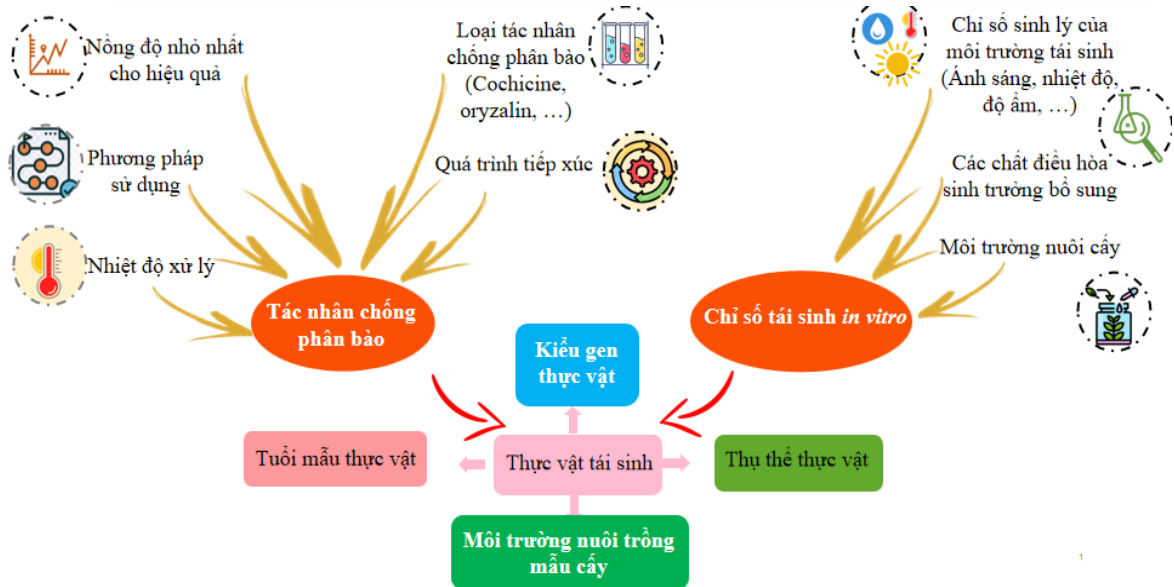 Nồng độ nhỏ nhất
cho hiệu quả
Phương pháp
sử dụng
Nhiệt độ xử lý
Loại tác nhân
chống phân bào
(Cochicine,
oryzalin, …)
Quá trình tiếp xúc
Chỉ số sinh lý của
môi trường tái sinh
(Ánh sáng, nhiệt độ,
độ ẩm, …)
Các chất điều hòa
sinh trưởng bổ sung
Môi trường nuôi cấy
Tác nhân chống
phân bào
Chỉ số tái sinh in vitro
Kiểu gen
thực vật
Tuổi mẫu thực vật
Thực vật tái sinh
Thụ thể thực vật
Môi trường nuôi trồng
mẫu cấy
1